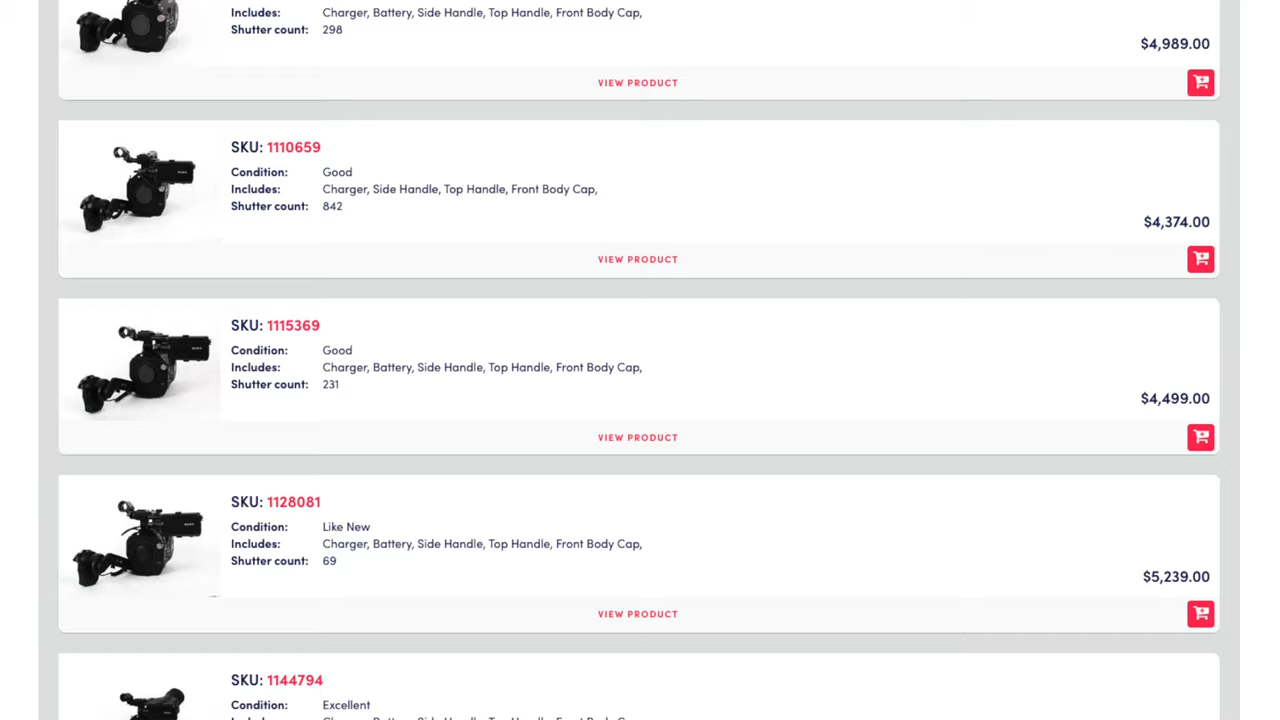 Includes: Charger, Battery, Side Handle, Top Handle, Front Body Cap,
Shutter count: 298
$4,989.00
VIEW PRODUCT
SKU: 1110659
Condition: Good
Includes: Charger, Side Handle, Top Handle, Front Body Cap,
Shutter count: 842
$4,374.00
VIEW PRODUCT
SKU: 1115369
Condition: Good
Includes: Charger, Battery, Side Handle, Top Handle, Front Body Cap,
Shutter count: 231
$4,499.00
VIEW PRODUCT
SKU: 1128081
Condition: Like New
Includes: Charger, Battery, Side Handle, Top Handle, Front Body Cap,
Shutter count: 69
$5,239.00
VIEW PRODUCT
SKU: 1144794
Condition: Excellent